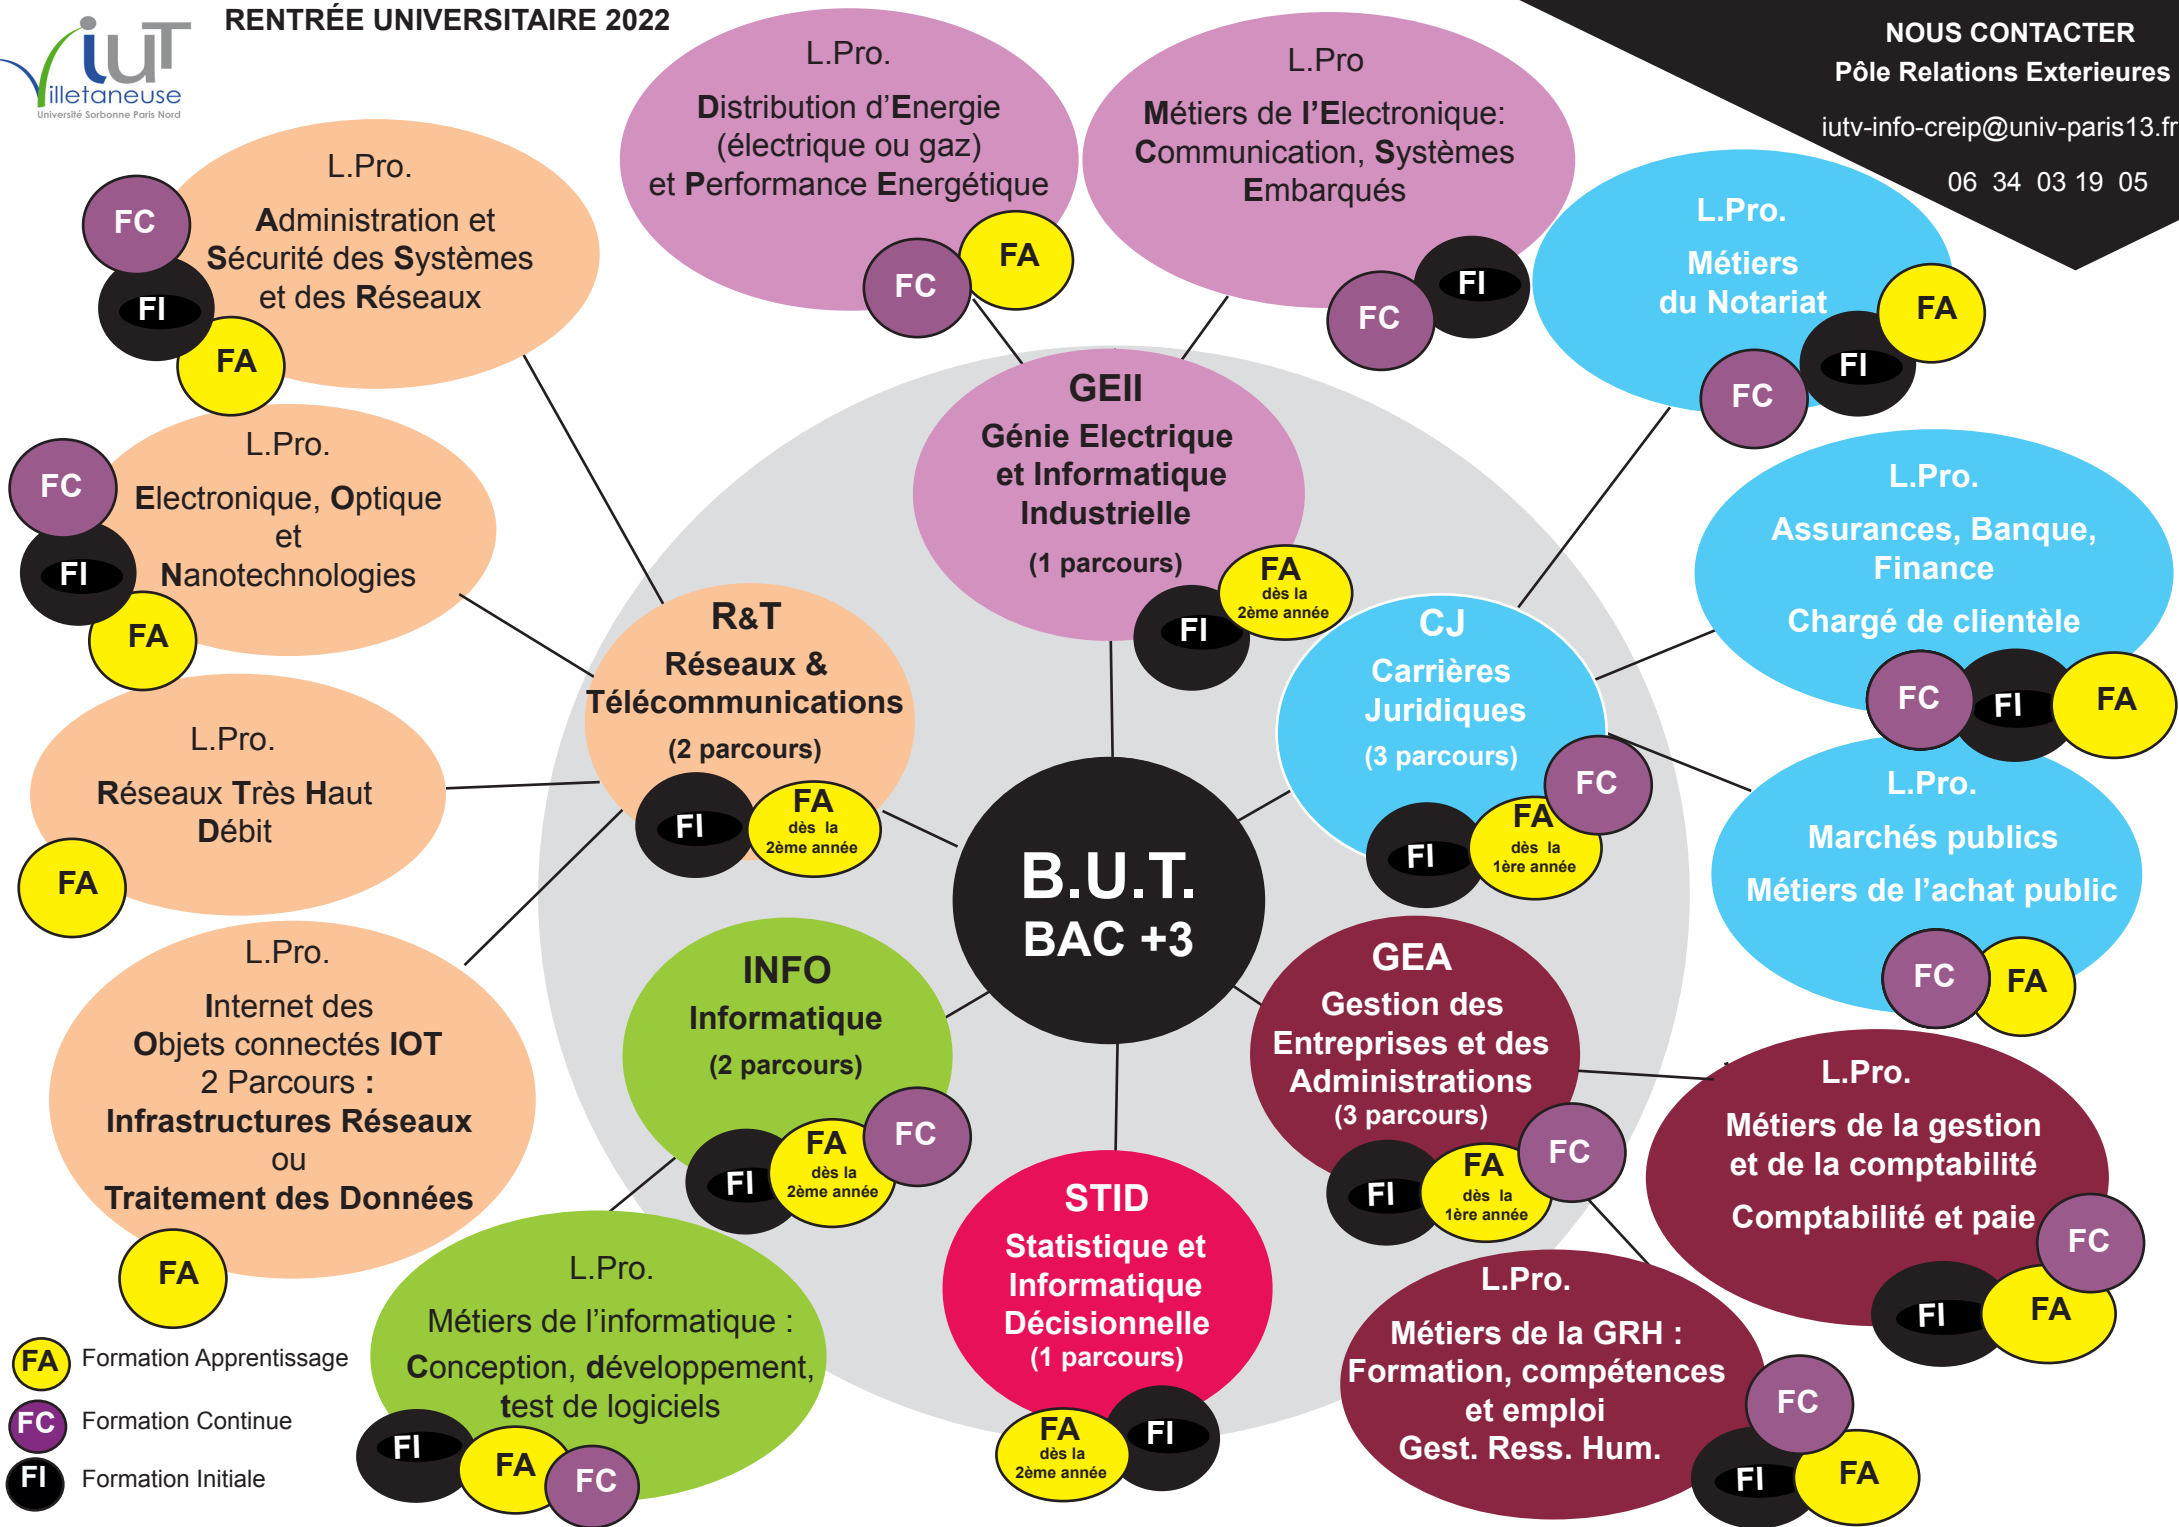 iUT
Villetaneuse
Université Sorbonne Paris Nord
RENTRÉE UNIVERSITAIRE 2022
NOUS CONTACTER
Pôle Relations Exterieures
iutv-info-creip@univ-paris13.fr
06 34 03 19 05
L.Pro.
Administration et
Sécurité des Systèmes
et des Réseaux
FC
FI
FA
L.Pro.
Distribution d'Energie
(électrique ou gaz)
et Performance Energétique
FC
FA
L.Pro
Métiers de l'Electronique:
Communication, Systèmes
Embarqués
FC
FI
L.Pro.
Métiers
du Notariat
FC
FI
FA
L.Pro.
Electronique, Optique
et
Nanotechnologies
FC
FI
FA
GEII
Génie Electrique
et Informatique
Industrielle
(1 parcours)
FI
FA
dès la
2ème année
L.Pro.
Assurances, Banque,
Finance
Chargé de clientèle
FC
FI
FA
R&T
Réseaux &
Télécommunications
(2 parcours)
FI
FA
dès la
2ème année
CJ
Carrières
Juridiques
(3 parcours)
FI
FA
dès la
1ère année
FC
L.Pro.
Réseaux Très Haut
Débit
FA
L.Pro.
Marchés publics
Métiers de l'achat public
FC
FA
B.U.T.
BAC +3
L.Pro.
Internet des
Objets connectés IOT
2 Parcours :
Infrastructures Réseaux
ou
Traitement des Données
FA
INFO
Informatique
(2 parcours)
FI
FA
dès la
2ème année
FC
GEA
Gestion des
Entreprises et des
Administrations
(3 parcours)
FI
FA
dès la
1ère année
FC
L.Pro.
Métiers de la gestion
et de la comptabilité
Comptabilité et paie
FC
FI
FA
STID
Statistique et
Informatique
Décisionnelle
(1 parcours)
FA
dès la
2ème année
FI
L.Pro.
Métiers de l'informatique :
Conception, développement,
test de logiciels
FI
FA
FC
L.Pro.
Métiers de la GRH :
Formation, compétences
et emploi
Gest. Ress. Hum.
FC
FI
FA
FA Formation Apprentissage
FC Formation Continue
FI Formation Initiale